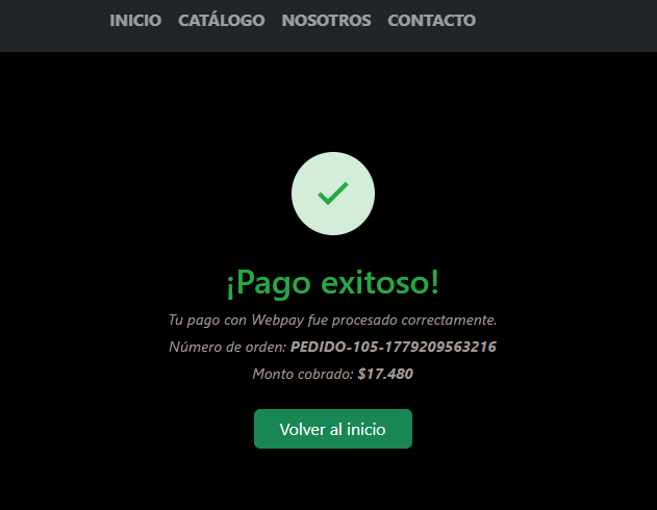 INICIO CATÁLOGO NOSOTROS CONTACTO
¡Pago exitoso!
Tu pago con Webpay fue procesado correctamente.
Número de orden: PEDIDO-105-1779209563216
Monto cobrado: $17.480
Volver al inicio